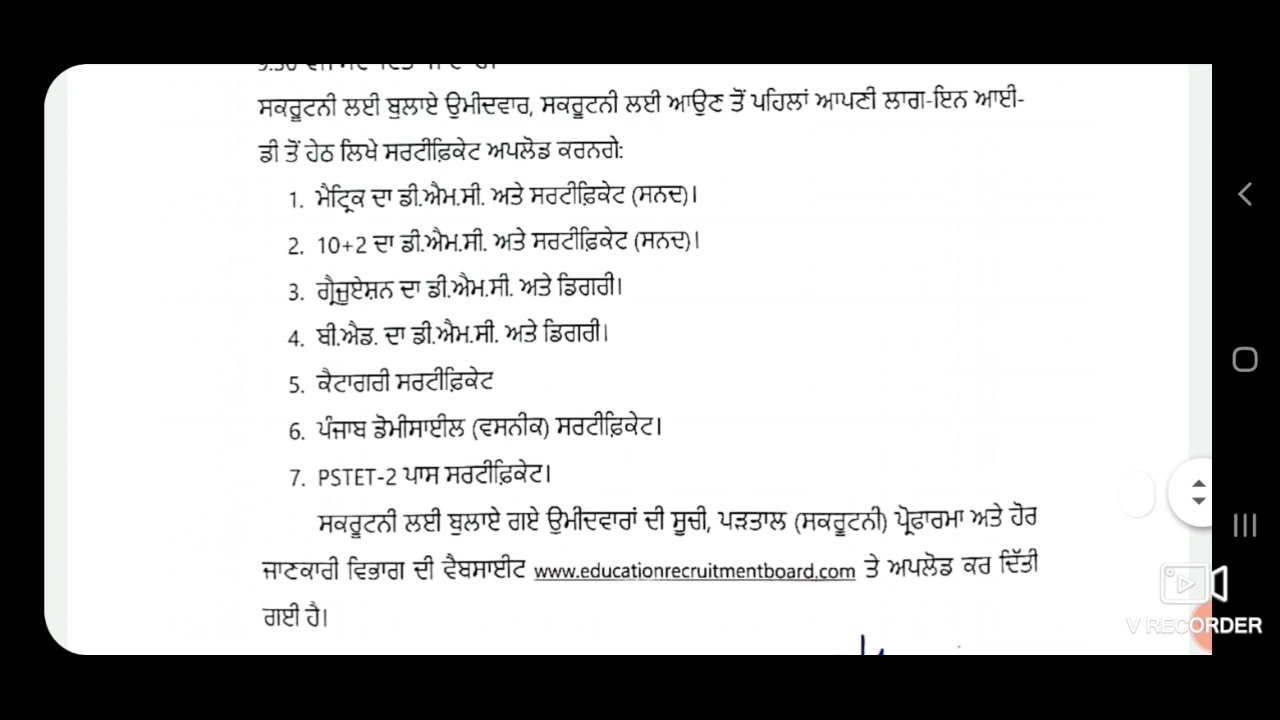 ਸਕਰੂਟਨੀ ਲਈ ਬੁਲਾਏ ਉਮੀਦਵਾਰ, ਸਕਰੂਟਨੀ ਲਈ ਆਉਣ ਤੋਂ ਪਹਿਲਾਂ ਆਪਣੀ ਲਾਗ-ਇਨ ਆਈ-
ਡੀ ਤੋਂ ਹੇਠ ਲਿਖੇ ਸਰਟੀਫ਼ਿਕੇਟ ਅਪਲੋਡ ਕਰਨਗੇ:
1. ਮੈਟ੍ਰਿਕ ਦਾ ਡੀ.ਐਮ.ਸੀ. ਅਤੇ ਸਰਟੀਫ਼ਿਕੇਟ (ਸਨਦ)।
2. 10+2 ਦਾ ਡੀ.ਐਮ.ਸੀ. ਅਤੇ ਸਰਟੀਫ਼ਿਕੇਟ (ਸਨਦ)।
3. ਗ੍ਰੈਜੁਏਸ਼ਨ ਦਾ ਡੀ.ਐਮ.ਸੀ. ਅਤੇ ਡਿਗਰੀ।
4. ਬੀ.ਐਡ. ਦਾ ਡੀ.ਐਮ.ਸੀ. ਅਤੇ ਡਿਗਰੀ।
5. ਕੈਟਾਗਰੀ ਸਰਟੀਫ਼ਿਕੇਟ
6. ਪੰਜਾਬ ਡੋਮੀਸਾਈਲ (ਵਸਨੀਕ) ਸਰਟੀਫ਼ਿਕੇਟ।
7. PSTET-2 ਪਾਸ ਸਰਟੀਫ਼ਿਕੇਟ।
ਸਕਰੂਟਨੀ ਲਈ ਬੁਲਾਏ ਗਏ ਉਮੀਦਵਾਰਾਂ ਦੀ ਸੂਚੀ, ਪੜਤਾਲ (ਸਕਰੂਟਨੀ) ਪ੍ਰੋਫਾਰਮਾ ਅਤੇ ਹੋਰ
ਜਾਣਕਾਰੀ ਵਿਭਾਗ ਦੀ ਵੈਬਸਾਈਟ www.educationrecruitmentboard.com ਤੇ ਅਪਲੋਡ ਕਰ ਦਿੱਤੀ
ਗਈ ਹੈ।
V RECORDER